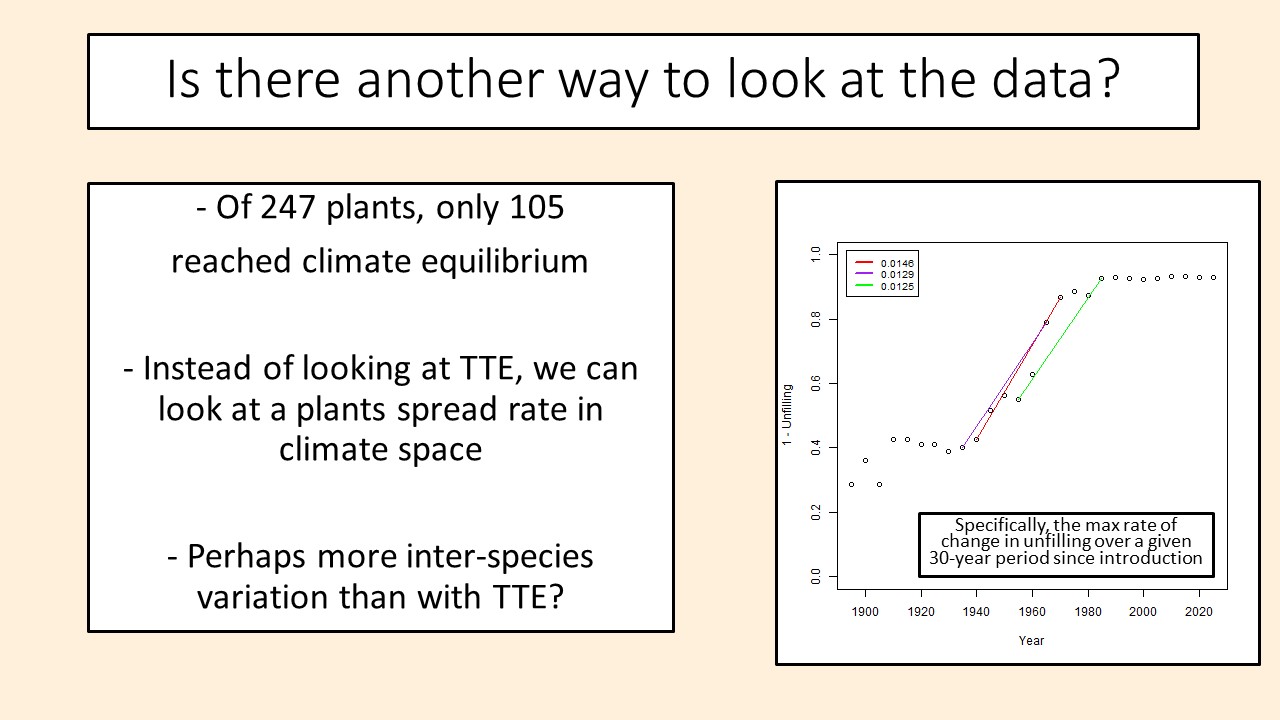 Is there another way to look at the data?
- Of 247 plants, only 105
reached climate equilibrium
- Instead of looking at TTE, we can
look at a plants spread rate in
climate space
- Perhaps more inter-species
variation than with TTE?
0.0146
0.0129
0.0125
1.0
0.8
0.6
0.4
0.2
0.0
1 - Unfilling
Specifically, the max rate of
change in unfilling over a given
30-year period since introduction
1900 1920 1940 1960 1980 2000 2020
Year